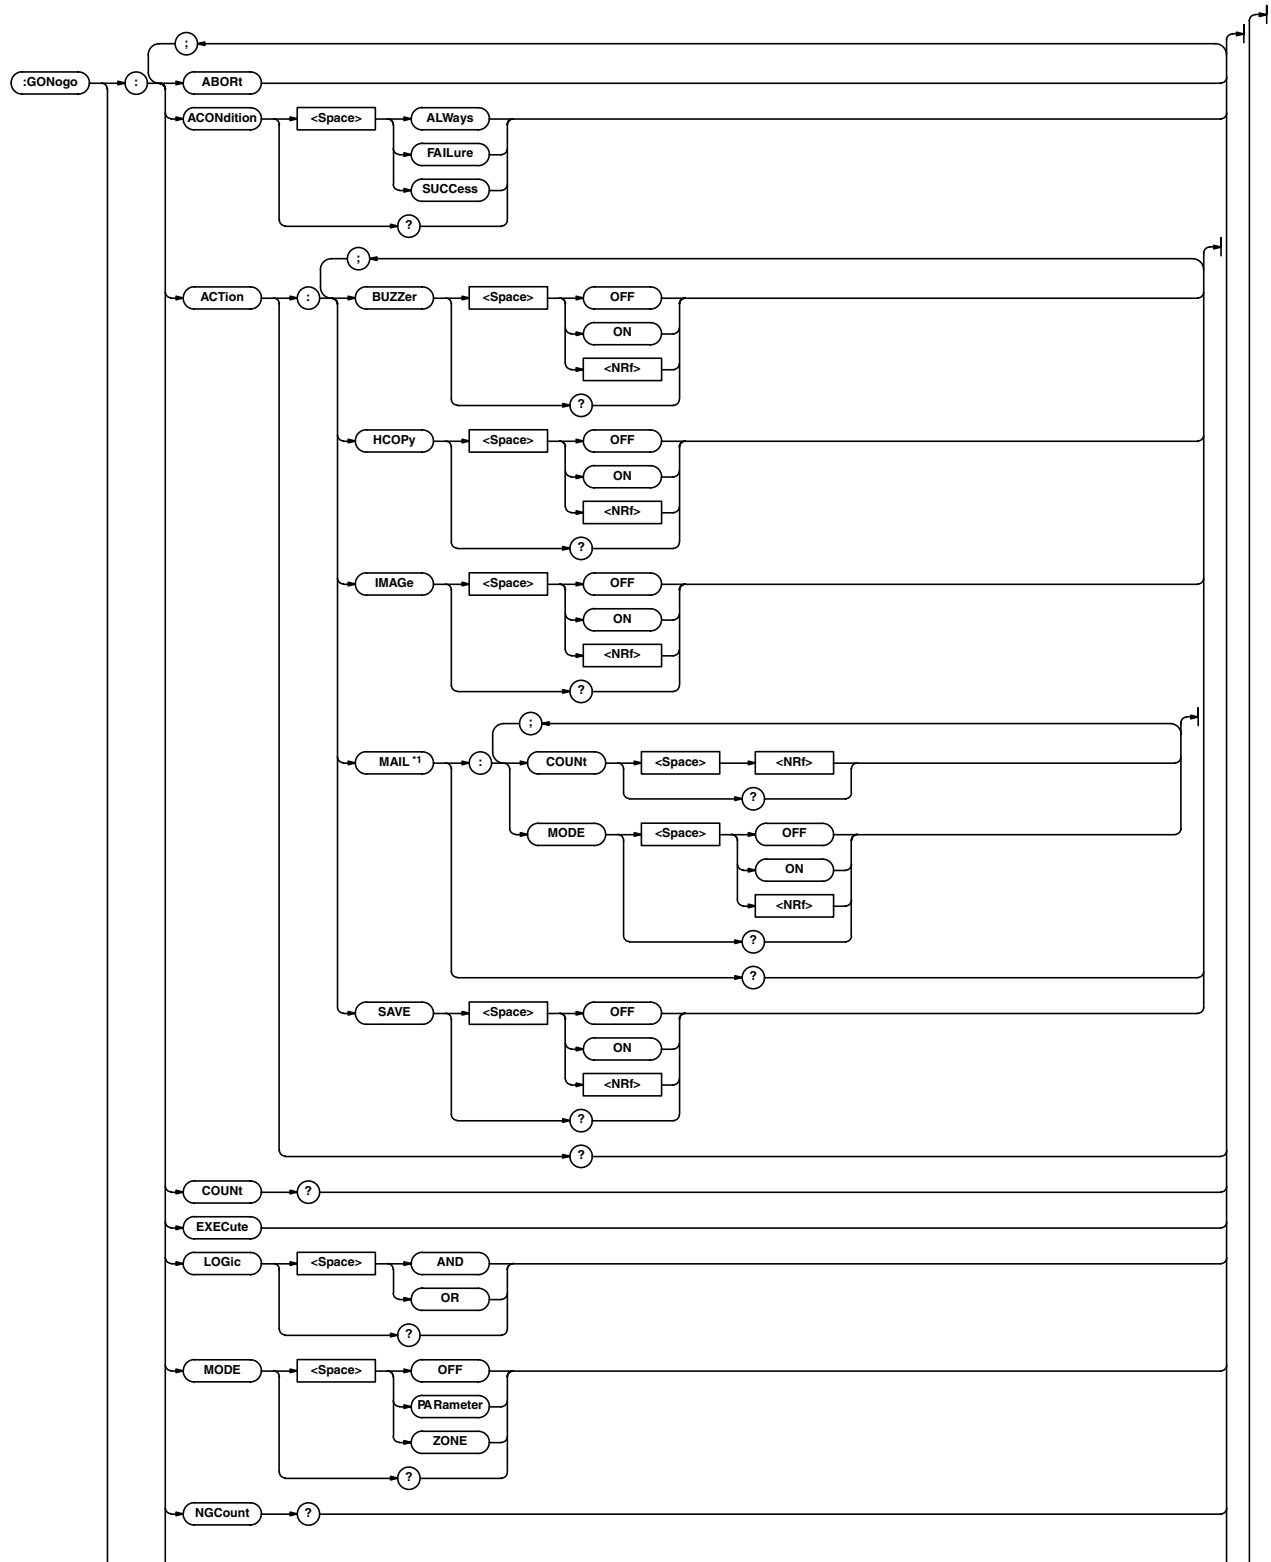 ;
:GONogo : ABORt
ACONdition <Space> ALWays
FAILure
SUCCess
?
;
ACTion : BUZZer <Space> OFF
ON
<NRf>
?
HCOPy <Space> OFF
ON
<NRf>
?
IMAGe <Space> OFF
ON
<NRf>
?
;
MAIL *1 : COUNt <Space> <NRf>
?
MODE <Space> OFF
ON
<NRf>
?
?
SAVE <Space> OFF
ON
<NRf>
?
?
COUNt ?
EXECute
LOGic <Space> AND
OR
?
MODE <Space> OFF
PARameter
ZONE
?
NGCount ?